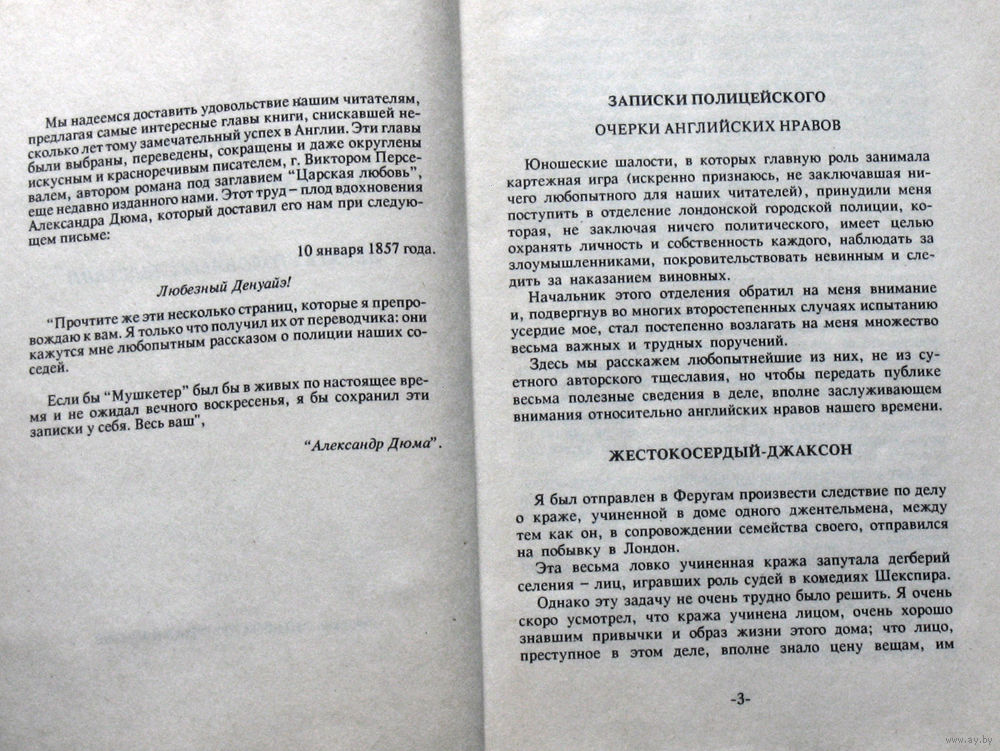 Мы надеемся доставить удовольствие нашим читателям,
предлагая самые интересные главы книги, снискавшей не-
сколько лет тому замечательный успех в Англии. Эти главы
были выбраны, переведены, сокращены и даже округлены
искусным и красноречивым писателем, г. Виктором Персе-
валем, автором романа под заглавием "Царская любовь",
еще недавно изданного нами. Этот труд – плод вдохновения
Александра Дюма, который доставил его нам при следую-
щем письме:
10 января 1857 года.
Любезный Денуайэ!
"Прочтите же эти несколько страниц, которые я препро-
вождаю к вам. Я только что получил их от переводчика: они
кажутся мне любопытным рассказом о полиции наших со-
седей.
Если бы "Мушкетер" был бы в живых по настоящее вре-
мя и не ожидал вечного воскресенья, я бы сохранил эти
записки у себя. Весь ваш",
"Александр Дюма".
ЗАПИСКИ ПОЛИЦЕЙСКОГО
ОЧЕРКИ АНГЛИЙСКИХ НРАВОВ
Юношеские шалости, в которых главную роль занимала
картежная игра (искренно признаюсь, не заключавшая ни-
чего любопытного для наших читателей), принудили меня
поступить в отделение лондонской городской полиции, ко-
торая, не заключая ничего политического, имеет целью
охранять личность и собственность каждого, наблюдать за
злоумышленниками, покровительствовать невинным и сле-
дить за наказанием виновных.
Начальник этого отделения обратил на меня внимание
и, подвергнув во многих второстепенных случаях испытанию
усердие мое, стал постепенно возлагать на меня множество
весьма важных и трудных поручений.
Здесь мы расскажем любопытнейшие из них, не из су-
етного авторского тщеславия, но чтобы передать публике
весьма полезные сведения в деле, вполне заслуживающем
внимания относительно английских нравов нашего времени.
ЖЕСТОКОСЕРДЫЙ-ДЖАКСОН
Я был отправлен в Феругам произвести следствие по делу
о краже, учиненной в доме одного джентельмена, между
тем как он, в сопровождении семейства своего, отправился
на побывку в Лондон.
Эта весьма ловко учиненная кража запутала дегберий
селения – лиц, игравших роль судей в комедиях Шекспира.
Однако эту задачу не очень трудно было решить. Я очень
скоро усмотрел, что кража учинена лицом, очень хорошо
знавшим привычки и образ жизни этого дома; что лицо,
преступное в этом деле, вполне знало цену вещам, им
-3-
www.ay.by